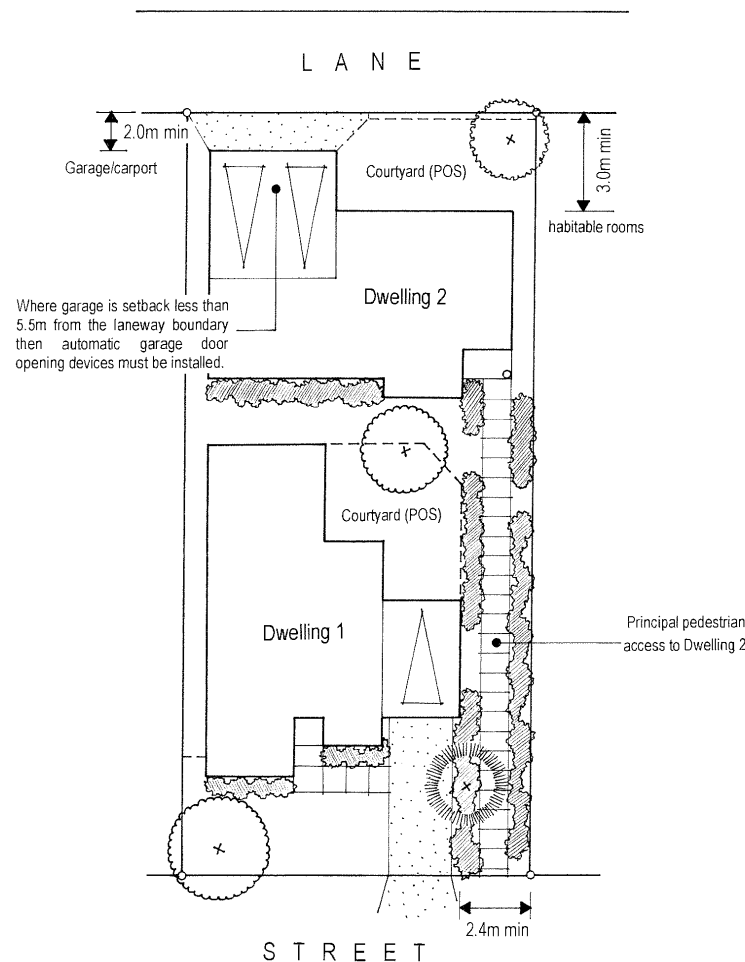 LANE
2.0m min
Garage/carport
Courtyard (POS)
3.0m min
habitable rooms
Dwelling 2
Where garage is setback less than
5.5m from the laneway boundary
then automatic garage door
opening devices must be installed.
Courtyard (POS)
Dwelling 1
Principal pedestrian
access to Dwelling 2
2.4m min
STREET